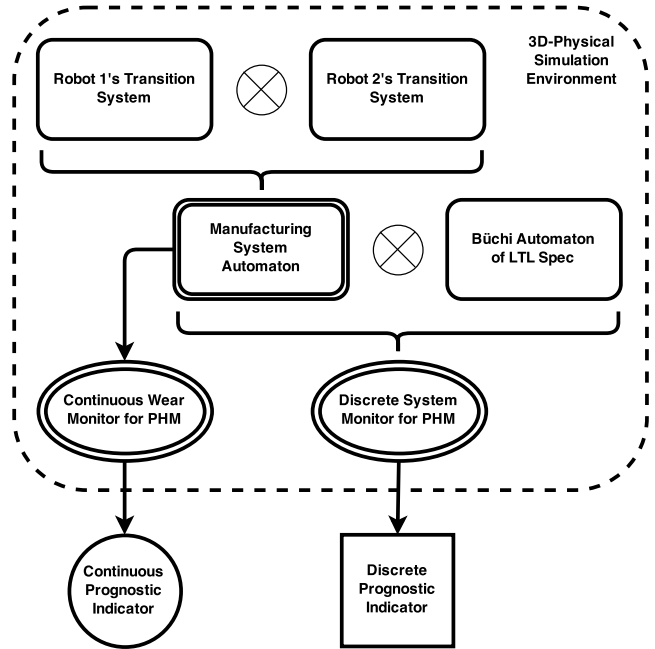 3D-Physical
Simulation
Environment
Robot 1's Transition
System
Robot 2's Transition
System
Manufacturing
System
Automaton
Büchi Automaton
of LTL Spec
Continuous Wear
Monitor for PHM
Discrete System
Monitor for PHM
Continuous
Prognostic
Indicator
Discrete
Prognostic
Indicator